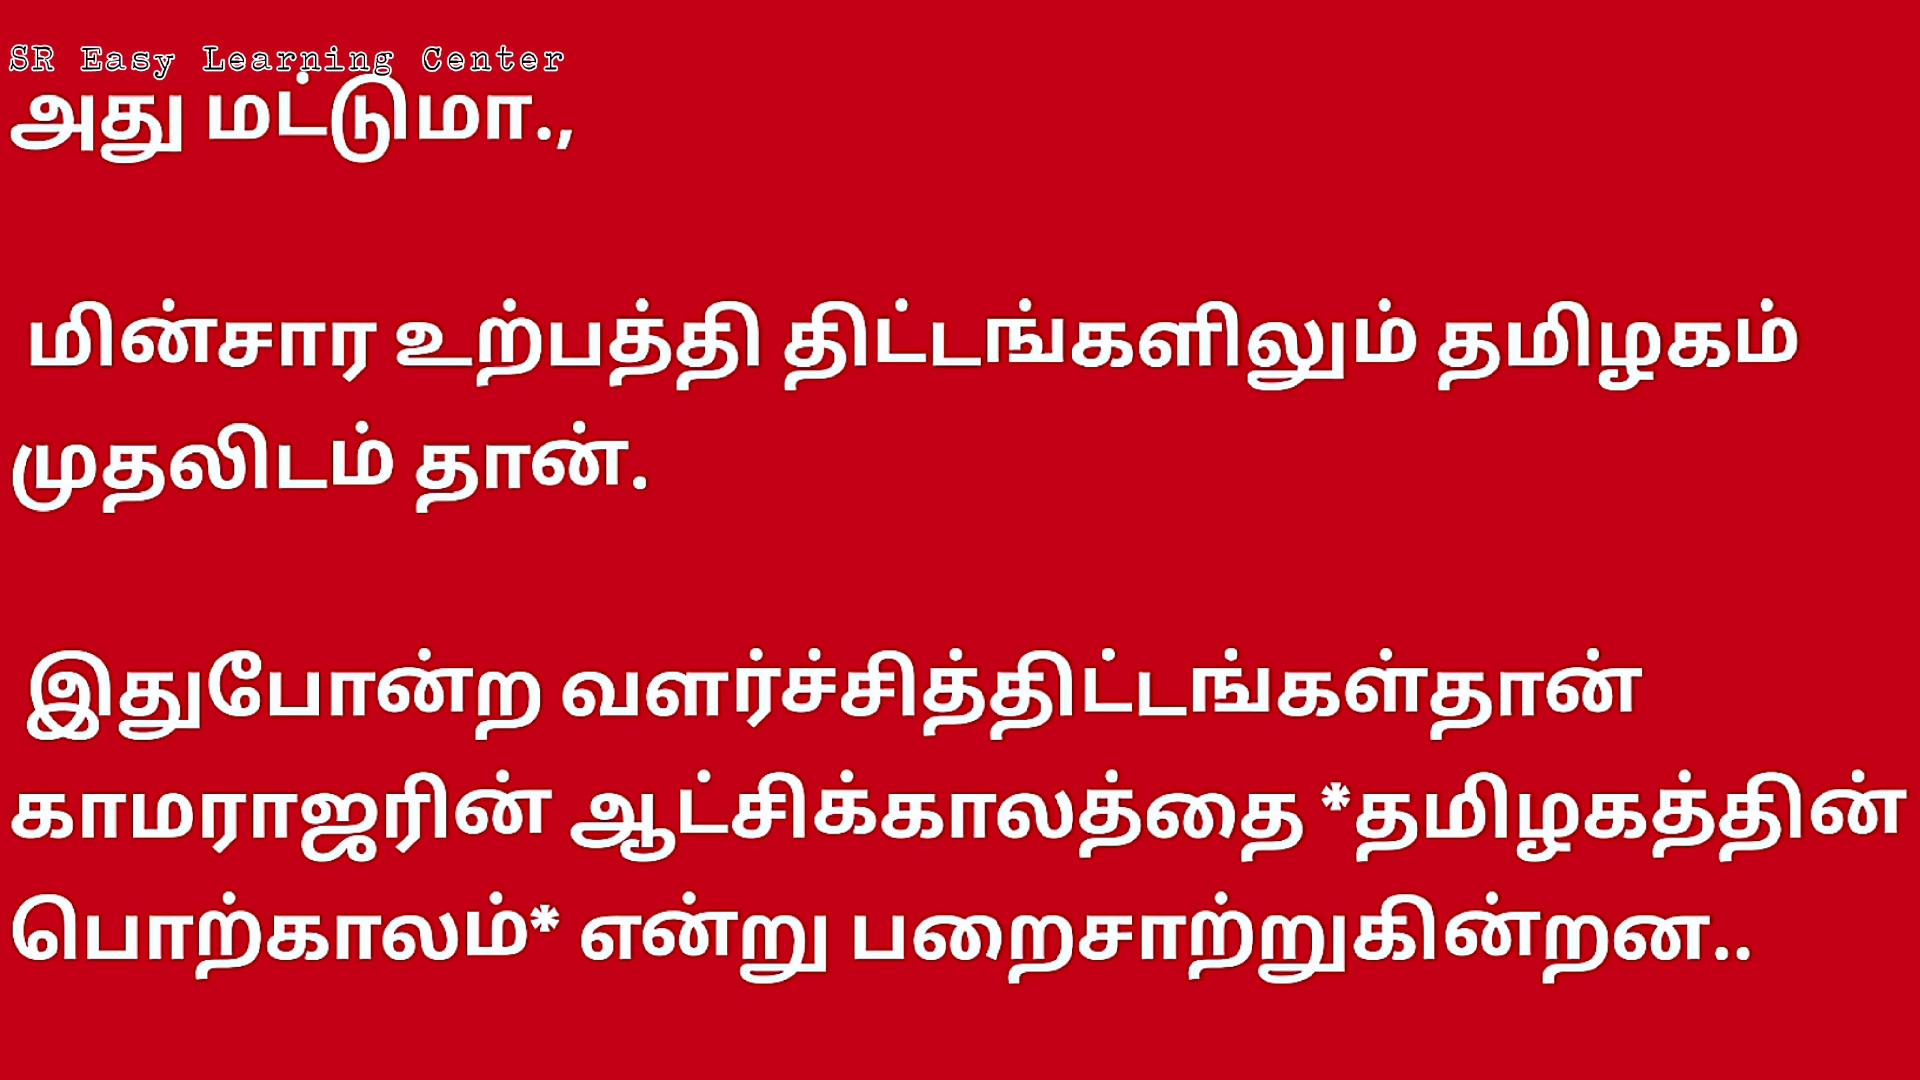 SR Easy Learning Center
அது மட்டுமா.,
மின்சார உற்பத்தி திட்டங்களிலும் தமிழகம்
முதலிடம் தான்.
இதுபோன்ற வளர்ச்சித்திட்டங்கள்தான்
காமராஜரின் ஆட்சிக்காலத்தை *தமிழகத்தின்
பொற்காலம்* என்று பறைசாற்றுகின்றன..